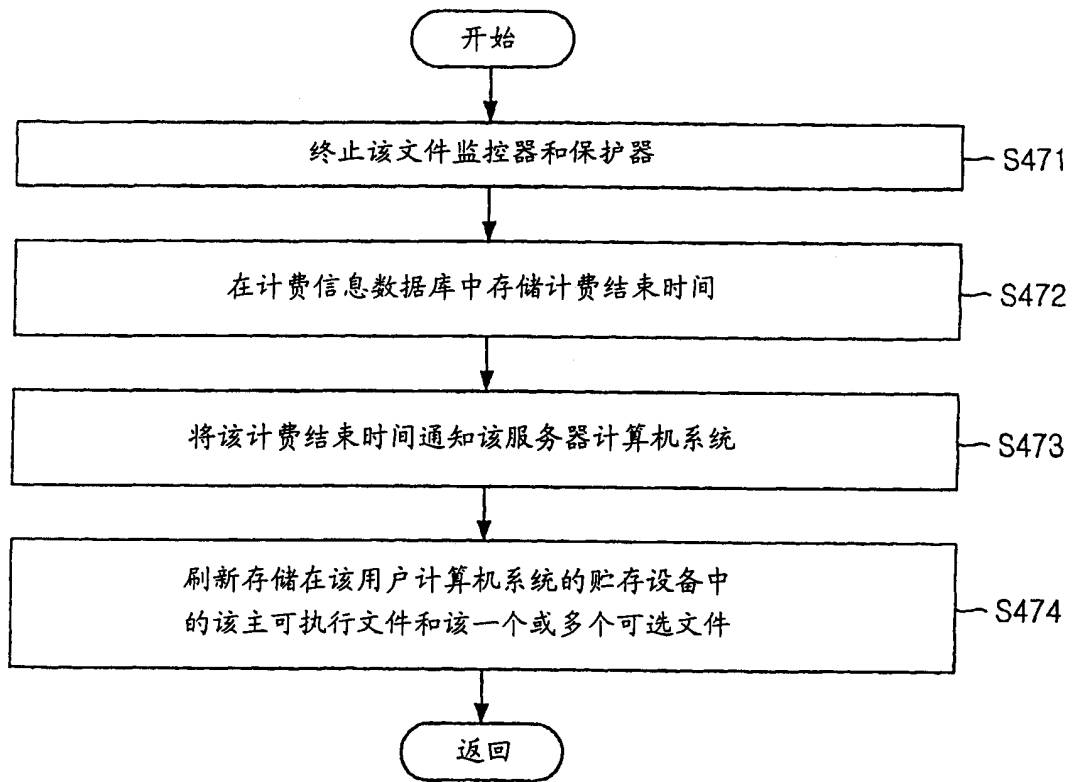 开始
终止该文件监控器和保护器
S471
在计费信息数据库中存储计费结束时间
S472
将该计费结束时间通知该服务器计算机系统
S473
刷新存储在该用户计算机系统的贮存设备中
的该主可执行文件和该一个或多个可选文件
S474
返回